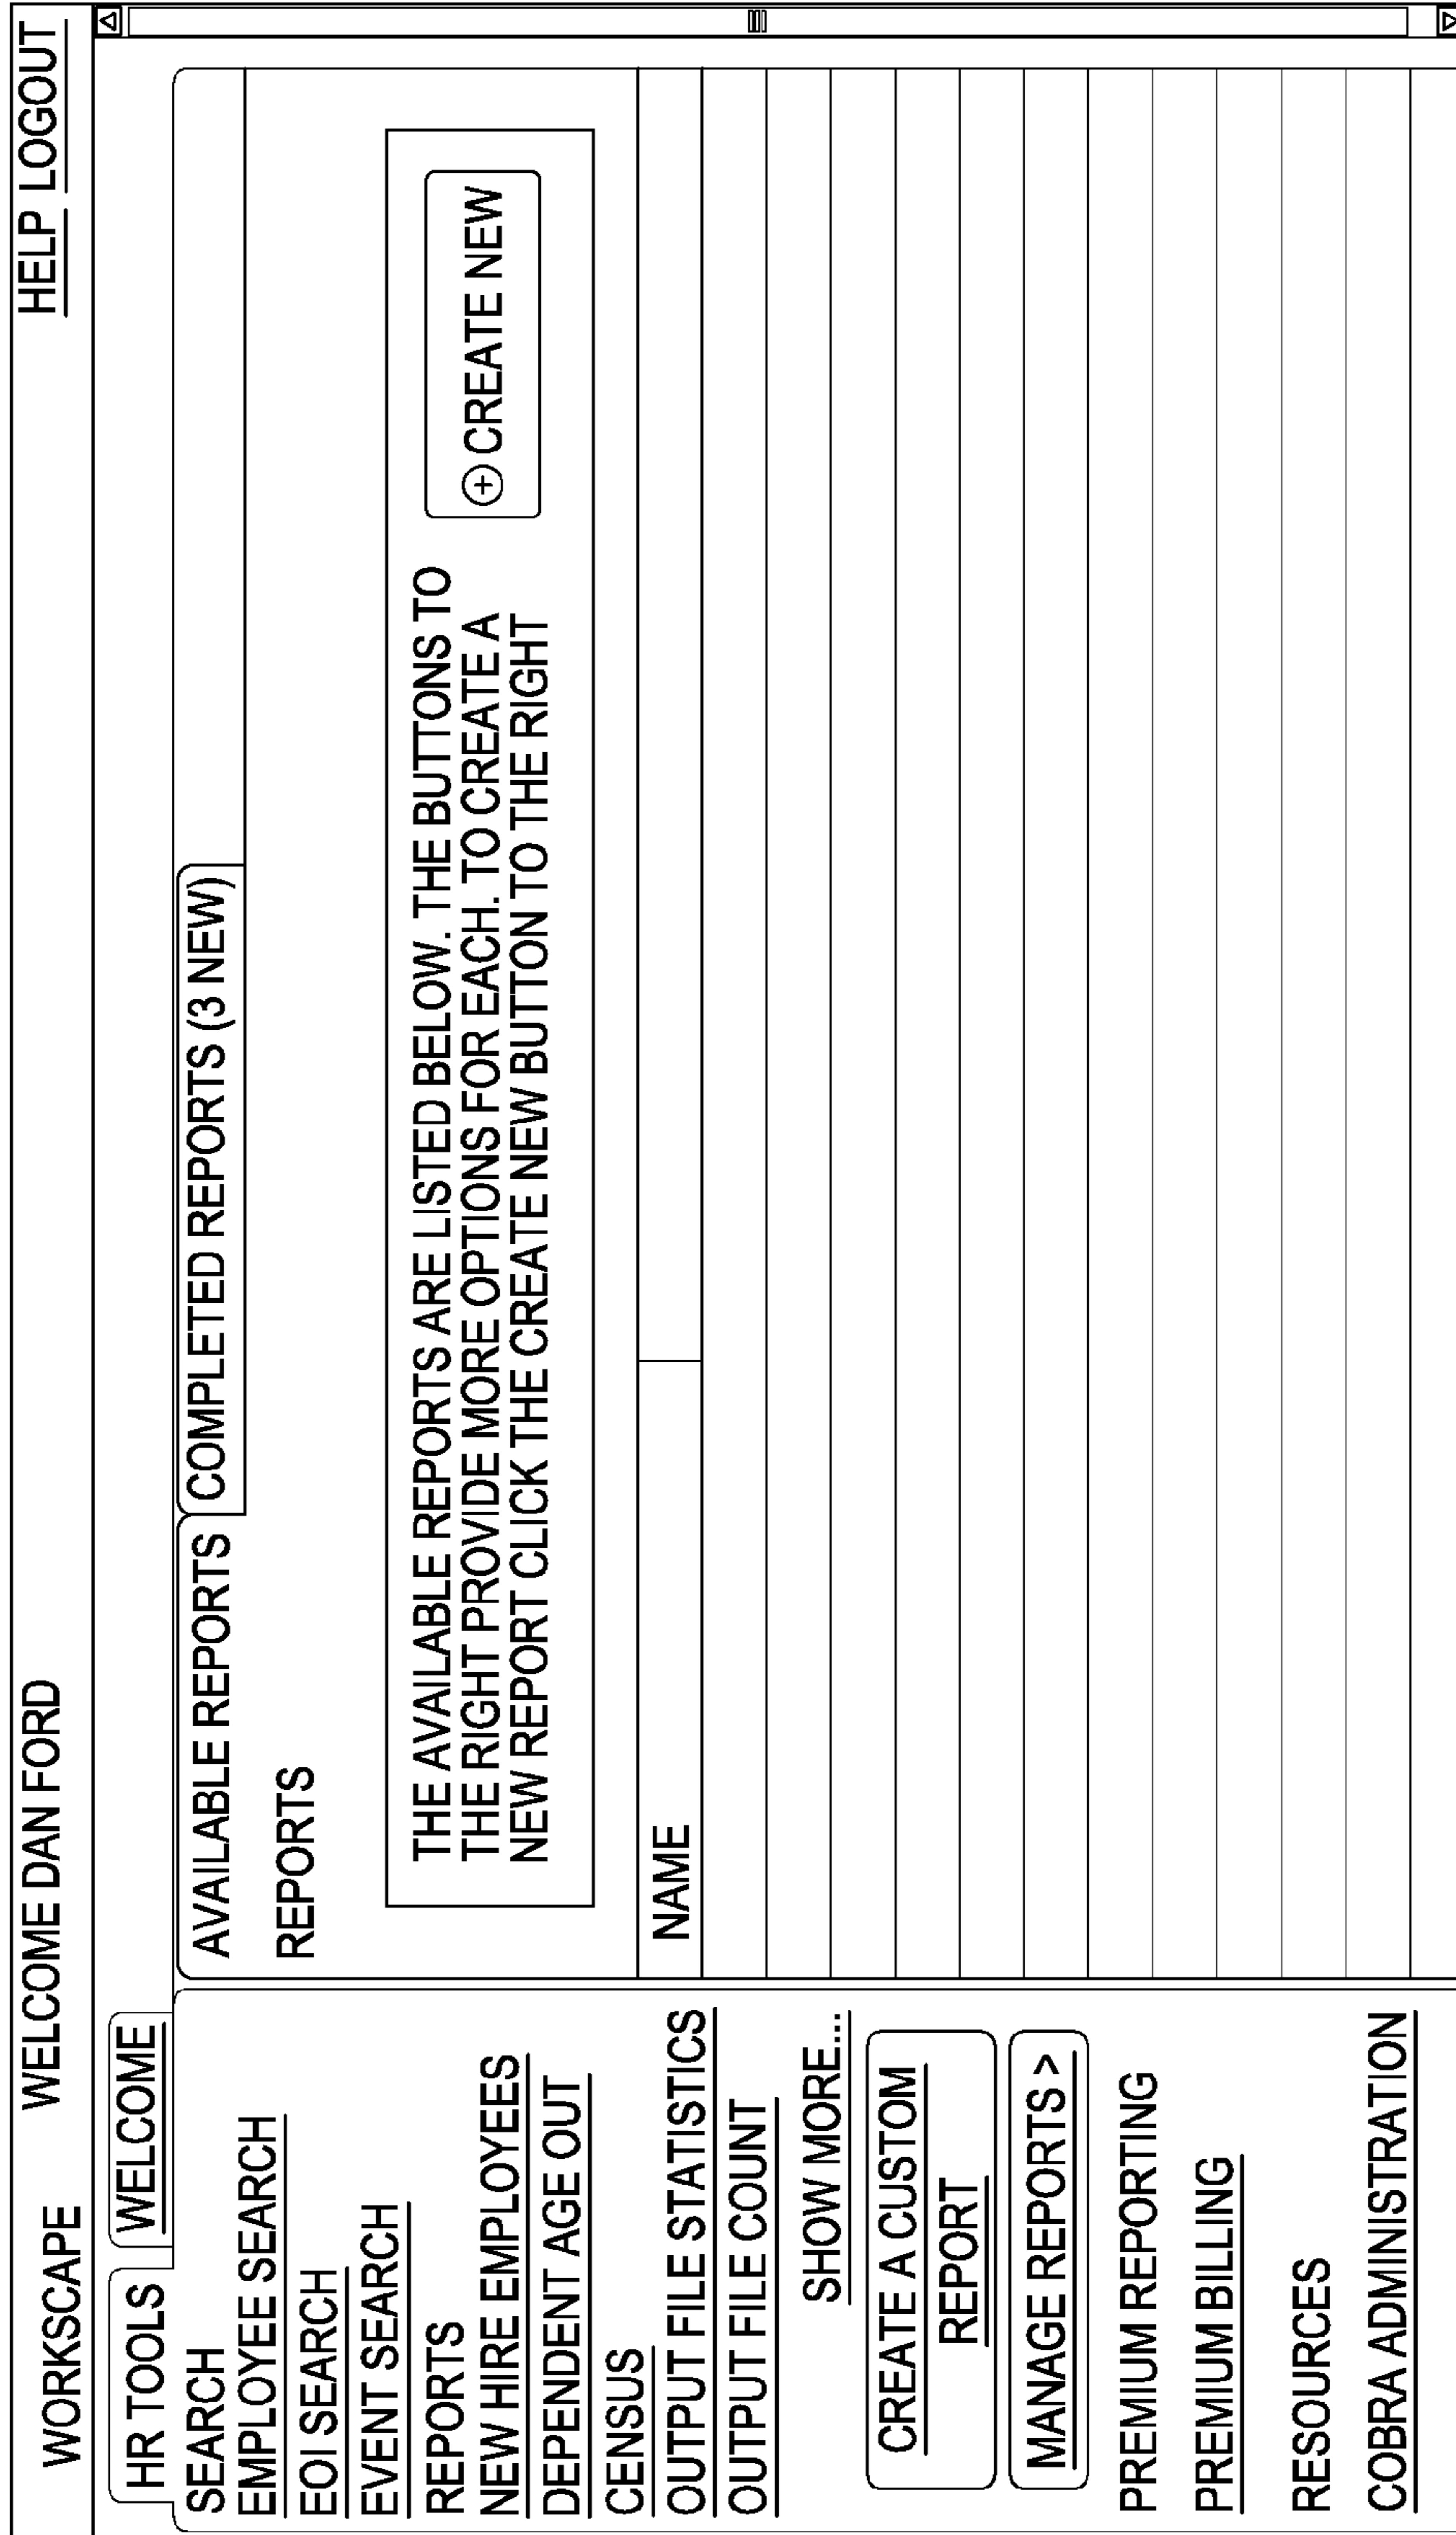 WORKSCAPE
WELCOME DAN FORD
HELP LOGOUT
HR TOOLS
WELCOME
SEARCH
EMPLOYEE SEARCH
EOI SEARCH
EVENT SEARCH
REPORTS
NEW HIRE EMPLOYEES
DEPENDENT AGE OUT
CENSUS
OUTPUT FILE STATISTICS
OUTPUT FILE COUNT
SHOW MORE...
CREATE A CUSTOM
REPORT
MANAGE REPORTS >
PREMIUM REPORTING
PREMIUM BILLING
RESOURCES
COBRA ADMINISTRATION
AVAILABLE REPORTS
COMPLETED REPORTS (3 NEW)
REPORTS
THE AVAILABLE REPORTS ARE LISTED BELOW. THE BUTTONS TO
THE RIGHT PROVIDE MORE OPTIONS FOR EACH. TO CREATE A
NEW REPORT CLICK THE CREATE NEW BUTTON TO THE RIGHT
+ CREATE NEW
NAME